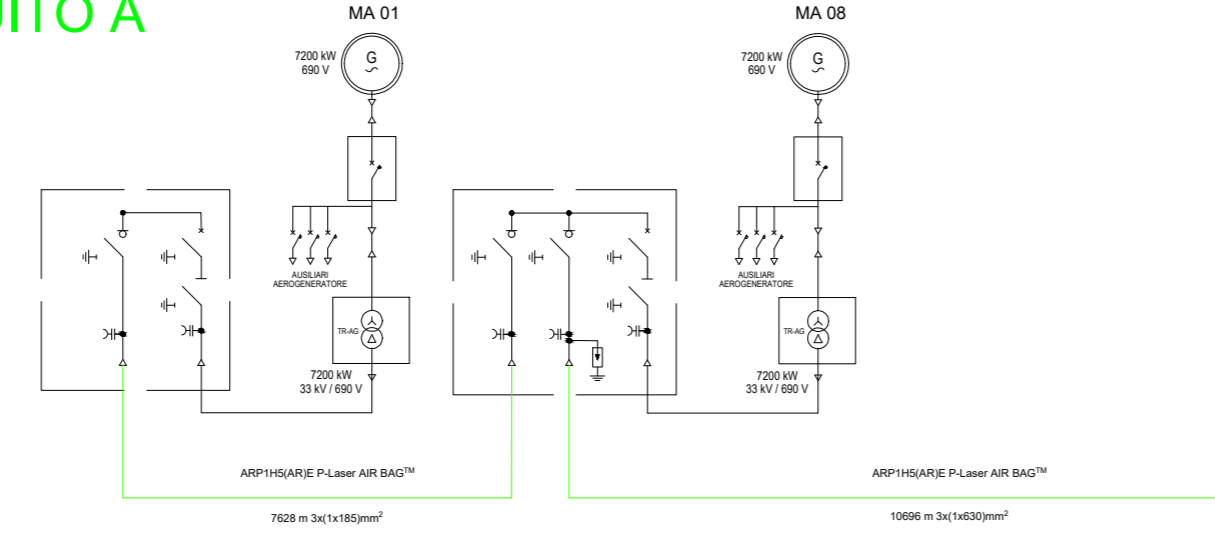 A
MA 01
MA 08
7200 kW
690 V
G
7200 kW
690 V
G
AUSILIARI
AEROGENERATORE
AUSILIARI
AEROGENERATORE
TR-AG
TR-AG
7200 kW
33 kV / 690 V
7200 kW
33 kV / 690 V
ARP1H5(AR)E P-Laser AIR BAG™
ARP1H5(AR)E P-Laser AIR BAG™
7628 m 3x(1x185)mm²
10696 m 3x(1x630)mm²